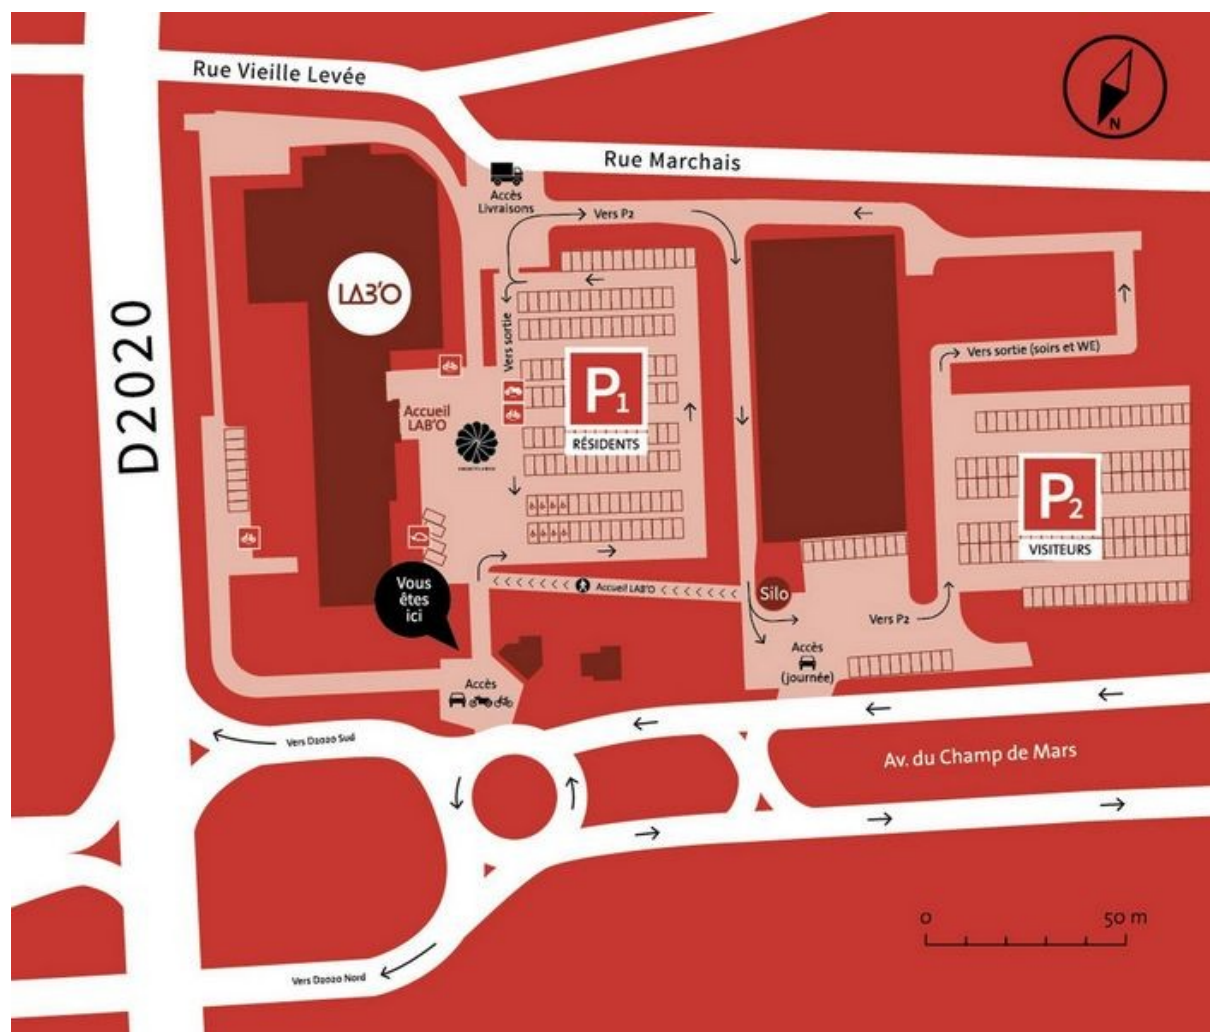 Rue Vieille Levée
N
Rue Marchais
Accès
Livraisons
Vers P2
LAB'O
D2020
Vers sortie
P1
RÉSIDENTS
Vers sortie (soirs et WE)
Accueil
LAB'O
P2
VISITEURS
Vous
êtes
ici
Accueil LAB'O
Silo
Vers P2
Accès
(journée)
Accès
Vers D2020 Sud
Av. du Champ de Mars
0 50 m
Vers D2020 Nord